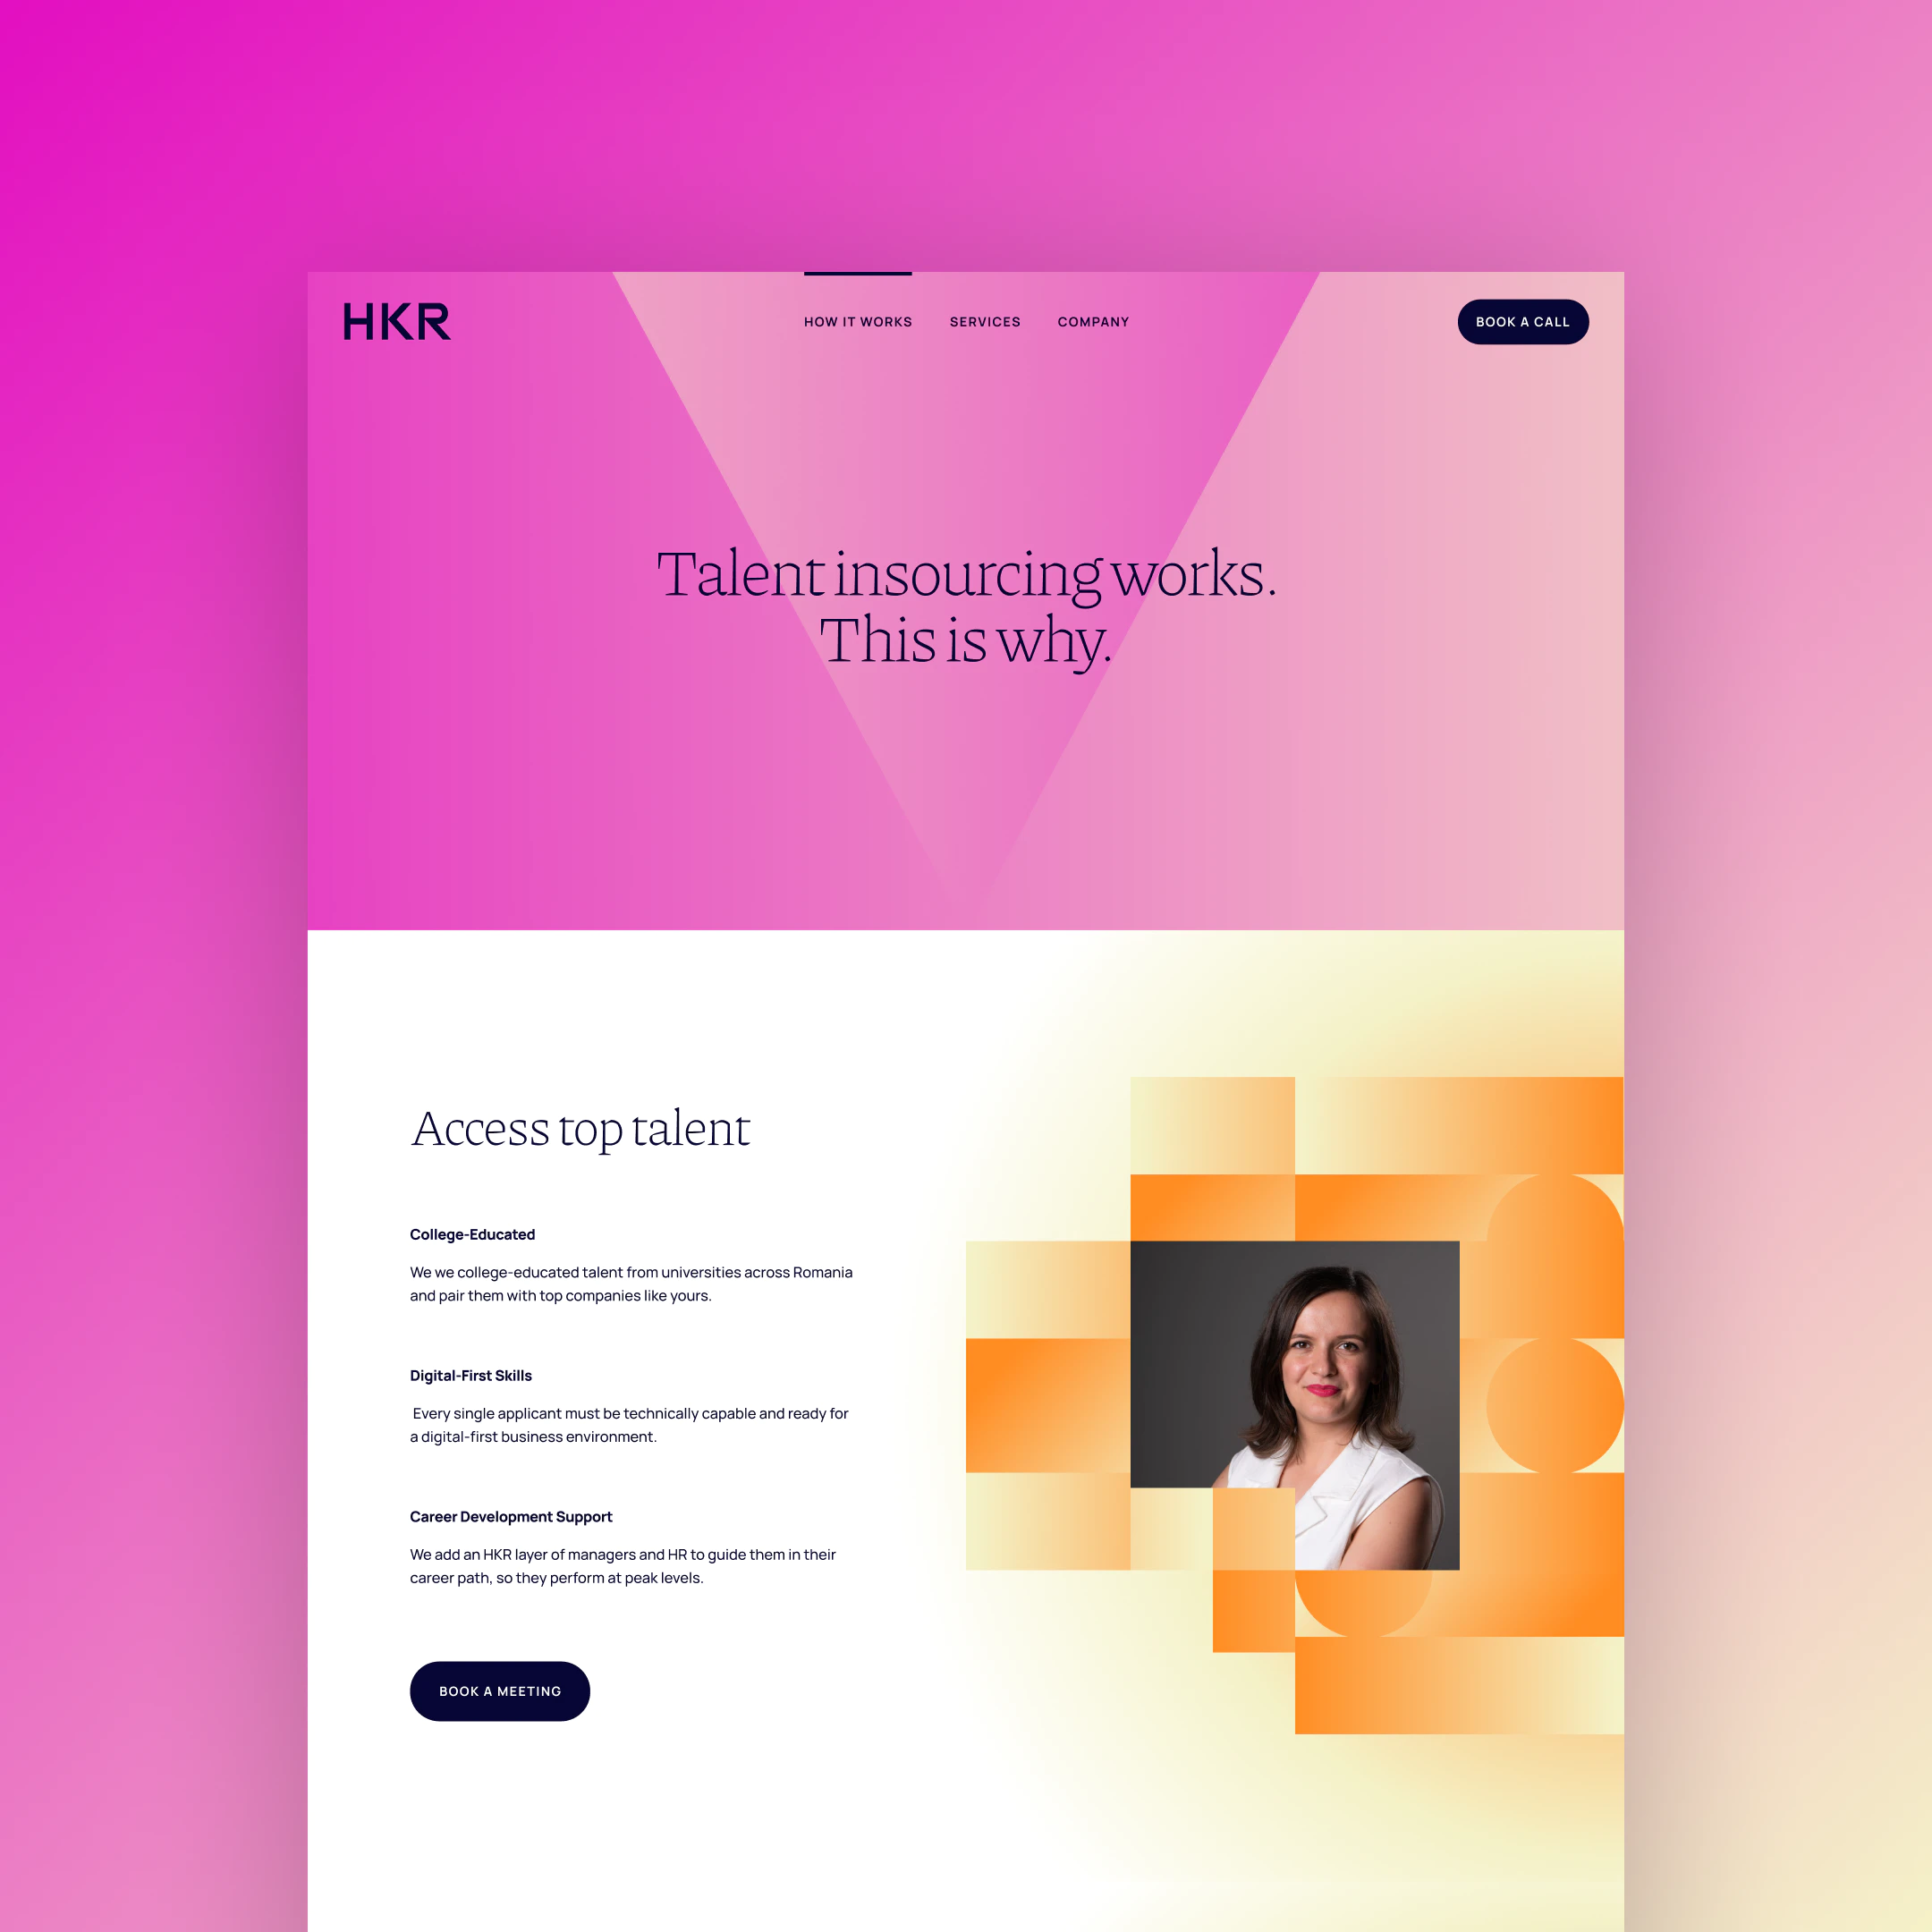 HKR
HOW IT WORKS
SERVICES
COMPANY
BOOK A CALL
Talent insourcing works.
This is why.
Access top talent
College-Educated
We we college-educated talent from universities across Romania
and pair them with top companies like yours.
Digital-First Skills
Every single applicant must be technically capable and ready for
a digital-first business environment.
Career Development Support
We add an HKR layer of managers and HR to guide them in their
career path, so they perform at peak levels.
BOOK A MEETING